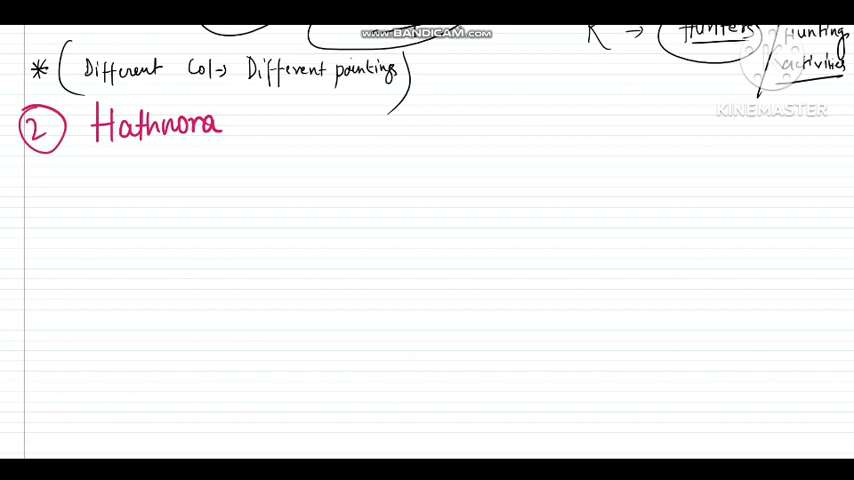 www.BANDICAM.com
R → Hunters / Hunting
activities
* ( Different Col → Different paintings )
KINEMASTER
2 Hathnora